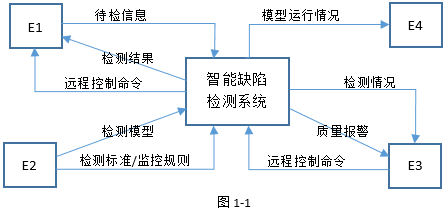 E1
待检信息
模型运行情况
E4
检测结果
远程控制命令
智能缺陷
检测系统
检测情况
质量报警
检测模型
E2
检测标准/监控规则
远程控制命令
E3
图 1-1